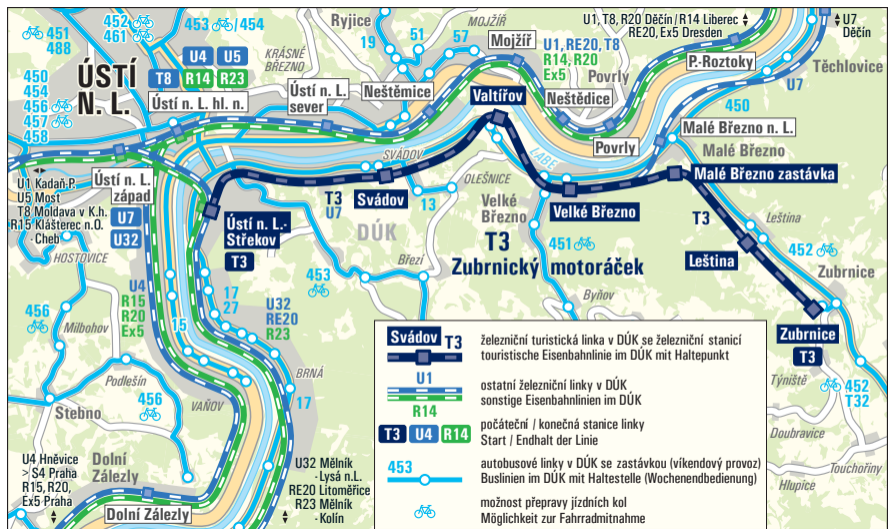 451
488
452
461
453 / 454
Ryjice
MOJŽÍŘ
U1, T8, R20 Děčín / R14 Liberec
RE20, Ex5 Dresden
U7
Děčín
U4 U5
T8 R14 R23
KRÁSNÉ
BŘEZNO
19
51
57
Mojžíř
U1, RE20, T8
R14, R20
Ex5
Povrly
P.-Roztoky
Těchlovice
ÚSTÍ
N. L.
Ústí n. L. hl. n.
Ústí n. L.
sever
Neštěmice
Valtířov
Neštědice
U7
450
450
454
456
457
458
SVÁDOV
LABE
Povrly
Malé Březno n. L.
Malé Březno
U1 Kadaň-P.
U5 Most
T8 Moldava v K.h.
R15 Klášterec n.O.
- Cheb
Ústí n. L.
západ
U7
U32
Ústí n. L.-
Střekov
T3
T3
U7
Svádov
13
OLEŠNICE
DÚK
Velké
Březno
Velké Březno
Malé Březno zastávka
T3
Leština
Leština
452
T3
Zubrnický motoráček
451
HOSTOVICE
Březí
453
Byňov
Zubrnice
456
U4
R15
R20
Ex5
17
27
U32
RE20
R23
15
Milbohov
Podlešín
456
BRNÁ
17
VAŇOV
Stebno
Zubrnice
T3
Týniště
452
T32
Doubravice
Touchořiny
Hlupice
Dolní
Zálezly
Dolní Zálezly
U4 Hněvice
> S4 Praha
R15, R20,
Ex5 Praha
U32 Mělník
- Lysá n.L.
RE20 Litoměřice
R23 Mělník
- Kolín
Svádov T3
železniční turistická linka v DÚK se železniční stanicí
touristische Eisenbahnlinie im DÚK mit Haltepunkt
U1
R14
ostatní železniční linky v DÚK
sonstige Eisenbahnlinien im DÚK
T3 U4 R14
počáteční / konečná stanice linky
Start / Endhalt der Linie
453
autobusové linky v DÚK se zastávkou (víkendový provoz)
Buslinien im DÚK mit Haltestelle (Wochenendbedienung)
možnost přepravy jízdních kol
Möglichkeit zur Fahrradmitnahme